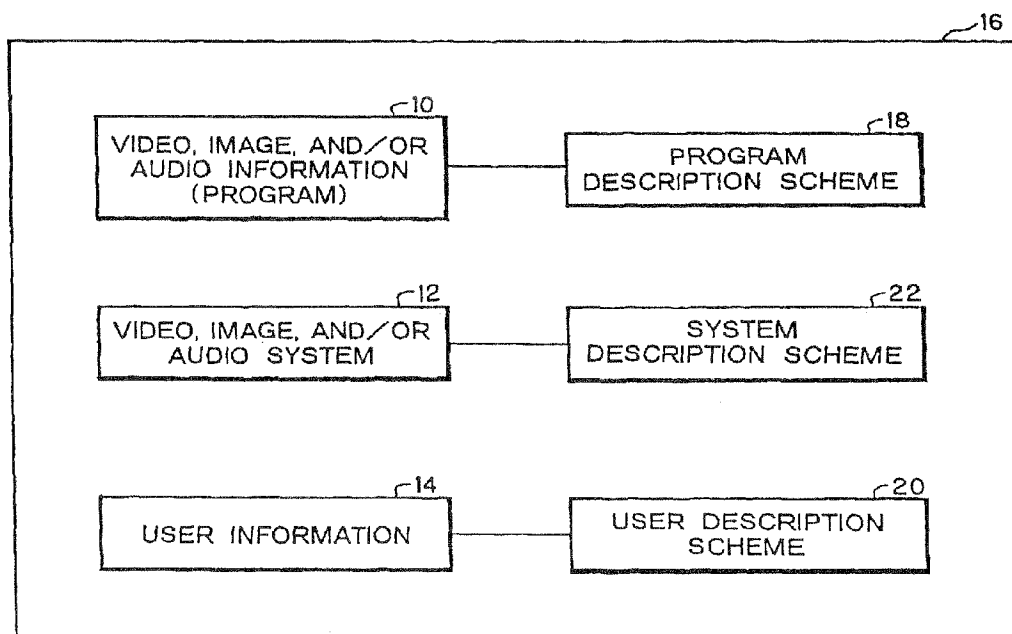 16
10
VIDEO, IMAGE, AND/OR
AUDIO INFORMATION
(PROGRAM)
18
PROGRAM
DESCRIPTION SCHEME
12
VIDEO, IMAGE, AND/OR
AUDIO SYSTEM
22
SYSTEM
DESCRIPTION SCHEME
14
USER INFORMATION
20
USER DESCRIPTION
SCHEME